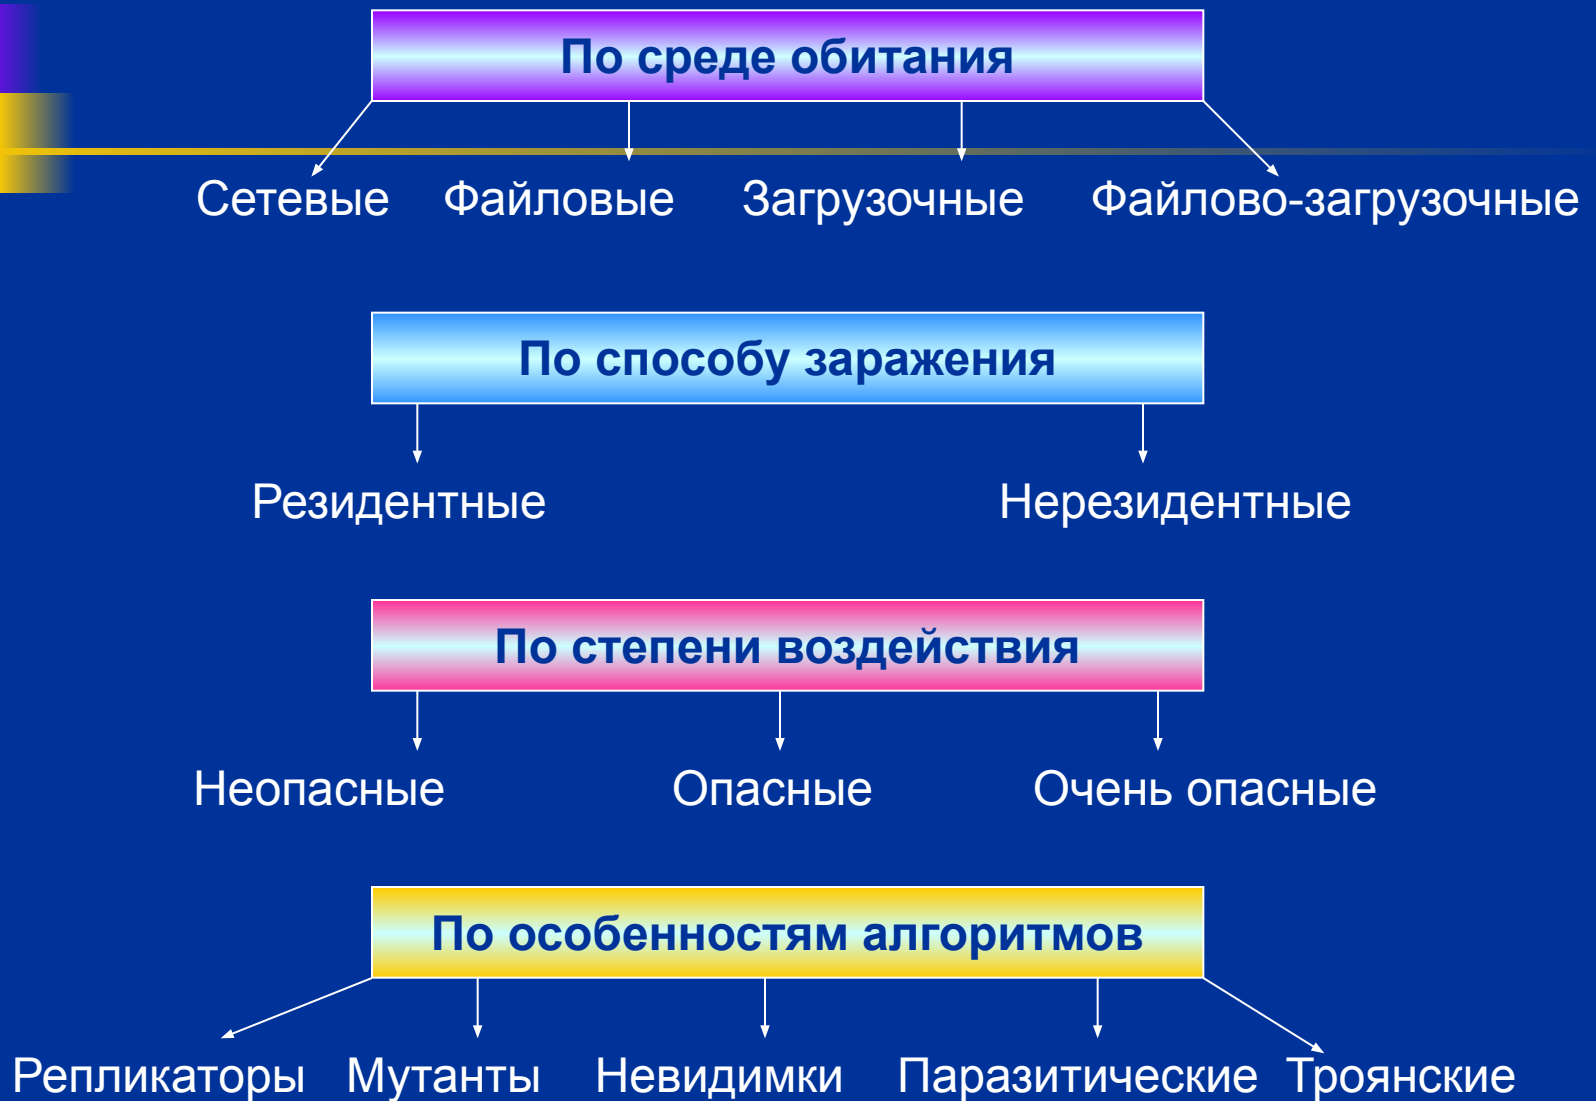 По среде обитания
Сетевые Файловые Загрузочные Файлово-загрузочные
По способу заражения
Резидентные Нерезидентные
По степени воздействия
Неопасные Опасные Очень опасные
По особенностям алгоритмов
Репликаторы Мутанты Невидимки Паразитические Троянские